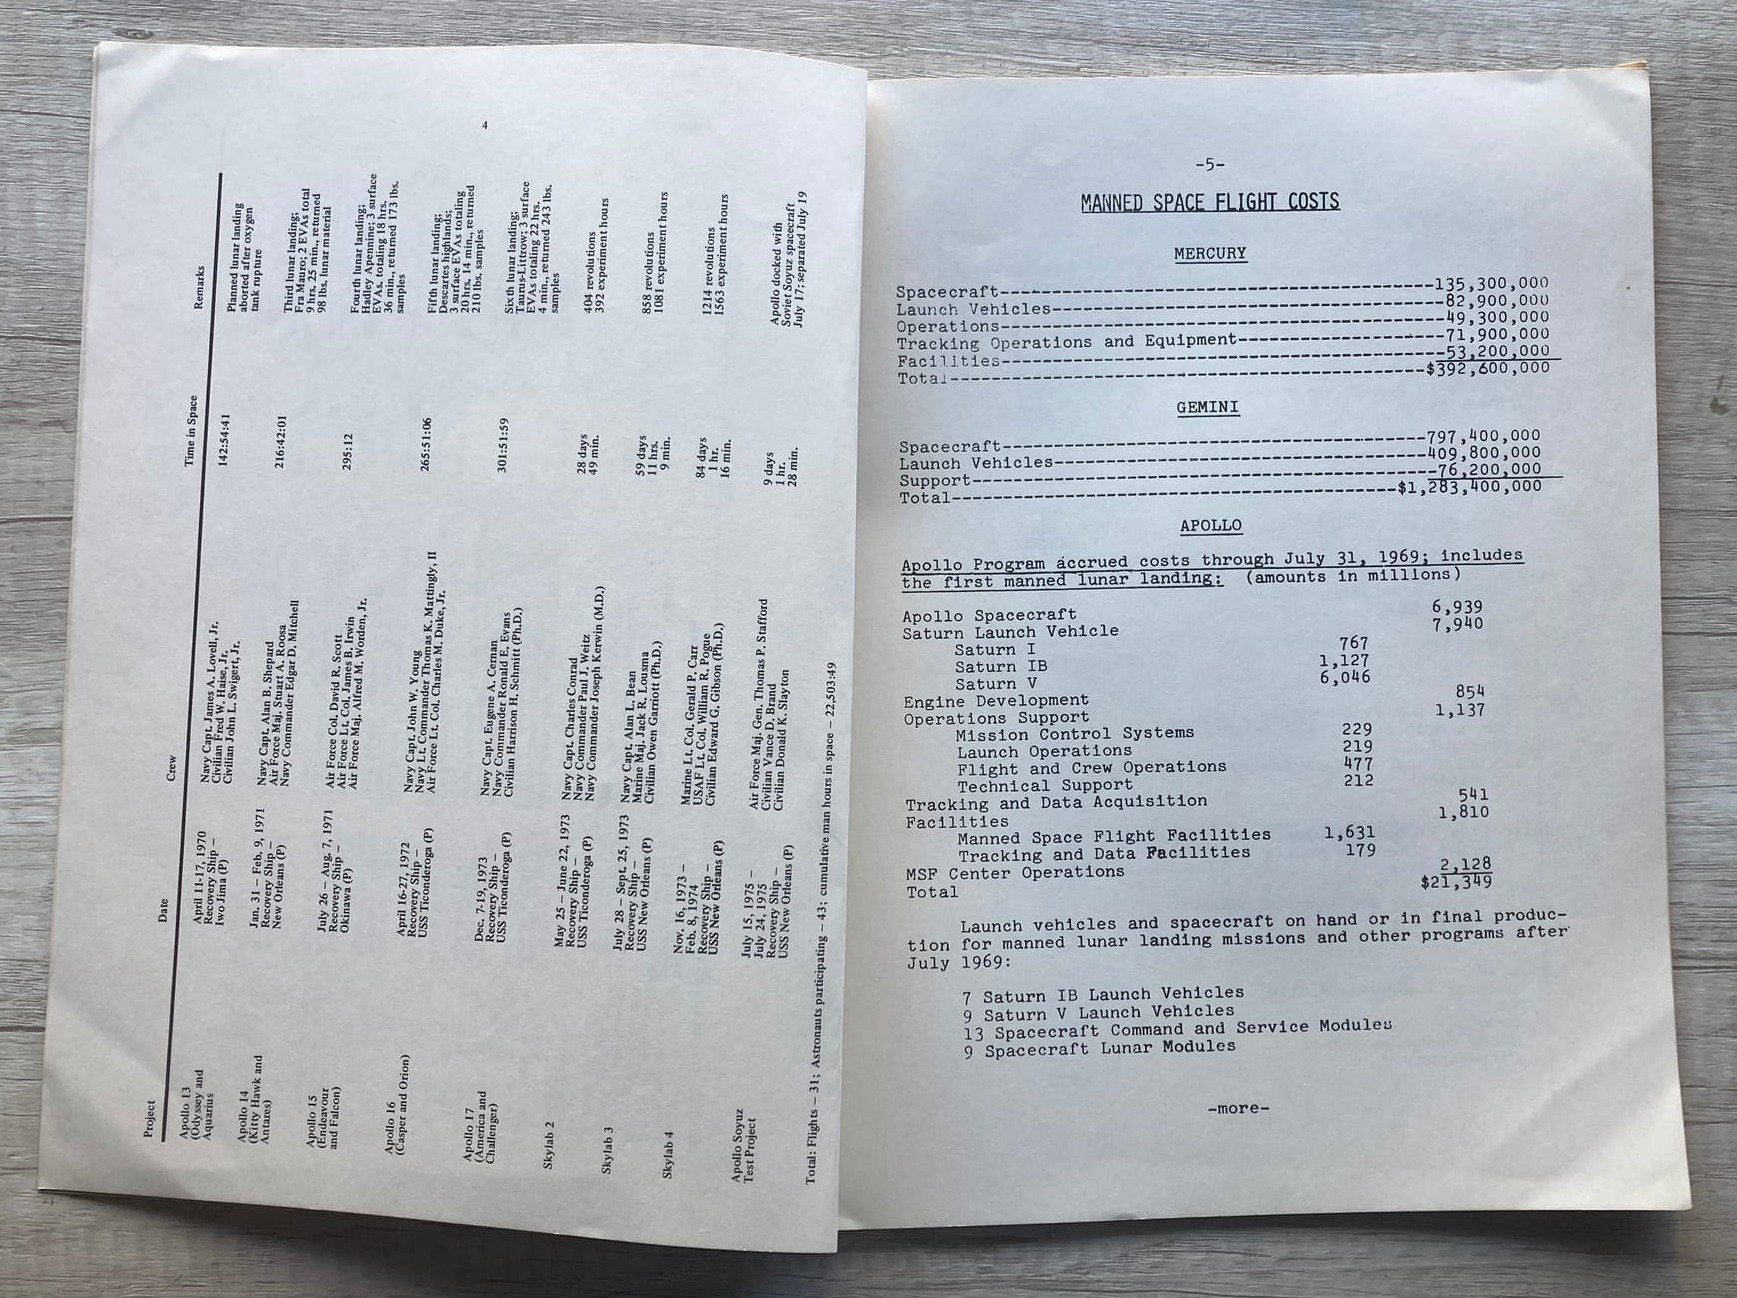 4
Project Date Crew Time in Space Remarks
Apollo 13 April 11-17, 1970 Navy Capt. James A. Lovell, Jr. 142:54:41 Planned lunar landing
(Odyssey and Recovery Ship – Civilian Fred W. Haise, Jr. aborted after oxygen
Aquarius Iwo Jima (P) Civilian John L. Swigert, Jr. tank rupture
Apollo 14 Jan. 31 – Feb. 9, 1971 Navy Capt. Alan B. Shepard 216:42:01 Third lunar landing;
(Kitty Hawk and Recovery Ship – Air Force Maj. Stuart A. Roosa Fra Mauro; 2 EVAs total
Antares) New Orleans (P) Navy Commander Edgar D. Mitchell 9 hrs. 25 min., returned
98 lbs. lunar material
Apollo 15 July 26 – Aug. 7, 1971 Air Force Col. David R. Scott 295:12 Fourth lunar landing;
(Endeavour Recovery Ship – Air Force Lt. Col. James B. Irwin Hadley Apennine; 3 surface
and Falcon) Okinawa (P) Air Force Maj. Alfred M. Worden, Jr. EVAs, totaling 18 hrs.
36 min., returned 173 lbs.
samples
Apollo 16 April 16-27, 1972 Navy Capt. John W. Young 265:51:06 Fifth lunar landing;
(Casper and Orion) Recovery Ship – Navy Lt. Commander Thomas K. Mattingly, II Descartes highlands;
USS Ticonderoga (P) Air Force Lt. Col. Charles M. Duke, Jr. 3 surface EVAs totaling
20 hrs. 14 min., returned
210 lbs. samples
Apollo 17 Dec. 7-19, 1973 Navy Capt. Eugene A. Cernan 301:51:59 Sixth lunar landing;
(America and Recovery Ship – Navy Commander Ronald E. Evans Taurus-Littrow; 3 surface
Challenger) USS Ticonderoga (P) Civilian Harrison H. Schmitt (Ph.D.) EVAs totaling 22 hrs.
4 min., returned 243 lbs.
samples
Skylab 2 May 25 – June 22, 1973 Navy Capt. Charles Conrad 28 days 404 revolutions
Recovery Ship – Navy Commander Paul J. Weitz 49 min. 392 experiment hours
USS Ticonderoga (P) Navy Commander Joseph Kerwin (M.D.)
Skylab 3 July 28 – Sept. 25, 1973 Navy Capt. Alan L. Bean 59 days 858 revolutions
Recovery Ship – Marine Maj. Jack R. Lousma 11 hrs. 1081 experiment hours
USS New Orleans (P) Civilian Owen Garriott (Ph.D.) 9 min.
Skylab 4 Nov. 16, 1973 – Marine Lt. Col. Gerald P. Carr 84 days 1214 revolutions
Feb. 8, 1974 USAF Lt. Col. William R. Pogue 1 hr. 1563 experiment hours
Recovery Ship – Civilian Edward G. Gibson (Ph.D.) 16 min.
USS New Orleans (P)
Apollo Soyuz July 15, 1975 – Air Force Maj. Gen. Thomas P. Stafford 9 days Apollo docked with
Test Project July 24, 1975 Civilian Vance D. Brand 1 hr. Soviet Soyuz spacecraft
Recovery Ship – Civilian Donald K. Slayton 28 min. July 17; separated July 19
USS New Orleans (P)
Total: Flights – 31; Astronauts participating – 43; cumulative man hours in space – 22,503:49
-5-
MANNED SPACE FLIGHT COSTS
MERCURY
Spacecraft---135,300,000
Launch Vehicles---82,900,000
Operations---49,300,000
Tracking Operations and Equipment---71,900,000
Facilities---53,200,000
Total---$392,600,000
GEMINI
Spacecraft---797,400,000
Launch Vehicles---409,800,000
Support---76,200,000
Total---$1,283,400,000
APOLLO
Apollo Program accrued costs through July 31, 1969; includes
the first manned lunar landing: (amounts in millions)
Apollo Spacecraft 6,939
Saturn Launch Vehicle 7,940
Saturn I 767
Saturn IB 1,127
Saturn V 6,046
Engine Development 854
Operations Support 1,137
Mission Control Systems 229
Launch Operations 219
Flight and Crew Operations 477
Technical Support 212
Tracking and Data Acquisition 541
Facilities 1,810
Manned Space Flight Facilities 1,631
Tracking and Data Facilities 179
MSF Center Operations 2,128
Total $21,349
Launch vehicles and spacecraft on hand or in final produc-
tion for manned lunar landing missions and other programs after
July 1969:
7 Saturn IB Launch Vehicles
9 Saturn V Launch Vehicles
13 Spacecraft Command and Service Modules
9 Spacecraft Lunar Modules
-more-